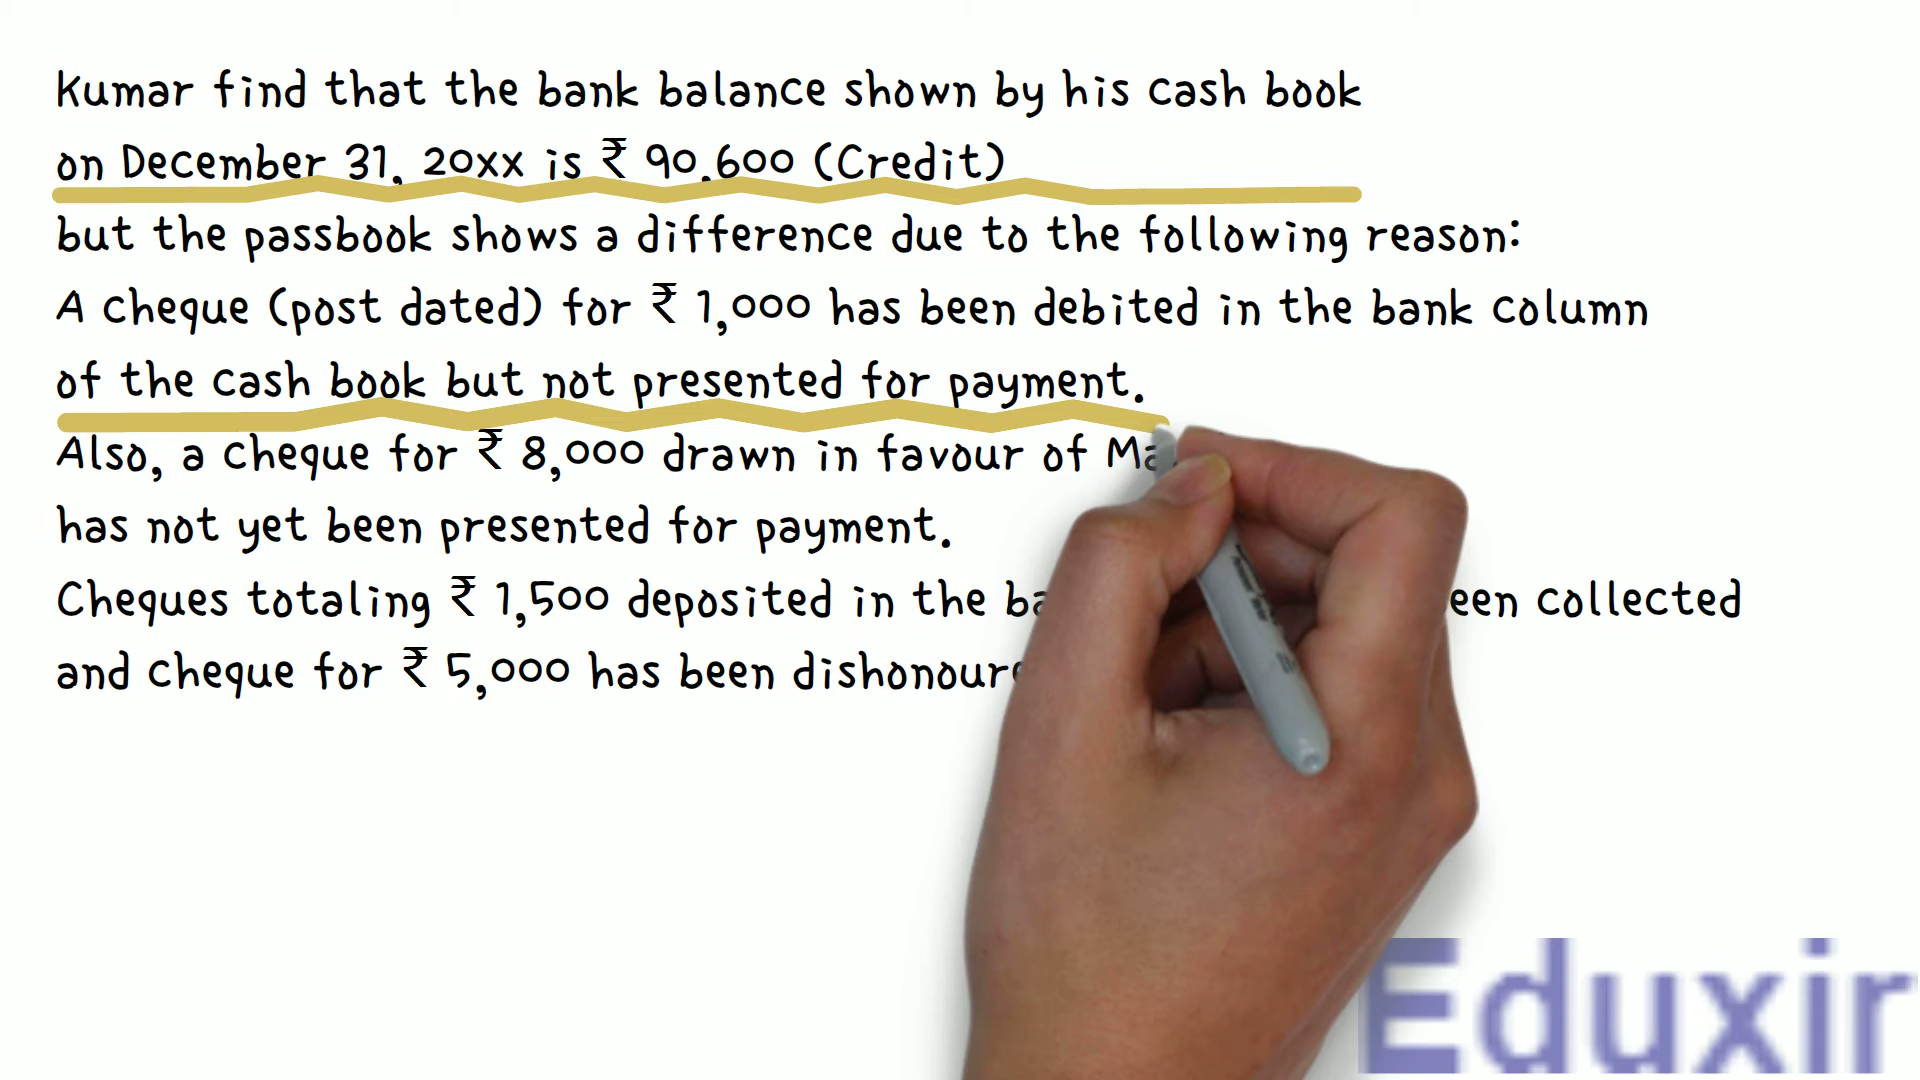 Kumar find that the bank balance shown by his cash book
on December 31, 20xx is ₹ 90,600 (Credit)
but the passbook shows a difference due to the following reason:
A cheque (post dated) for ₹ 1,000 has been debited in the bank column
of the cash book but not presented for payment.
Also, a cheque for ₹ 8,000 drawn in favour of
has not yet been presented for payment.
Cheques totaling ₹ 1,500 deposited in the collected
and cheque for ₹ 5,000 has been
Eduxir